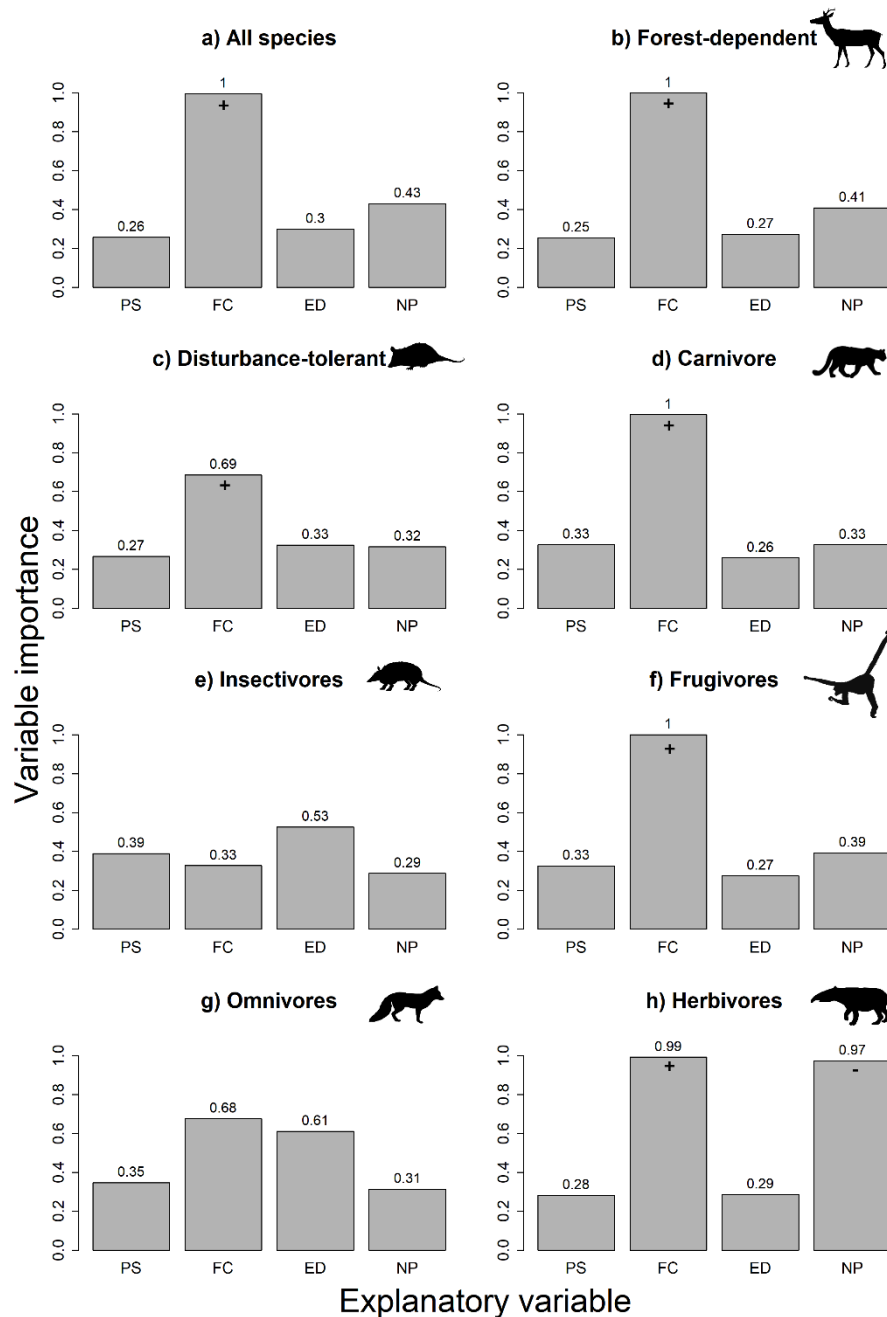 a) All species
1
+
0.26
0.3
0.43
0.0 0.2 0.4 0.6 0.8 1.0
PS FC ED NP
b) Forest-dependent
1
+
0.25
0.27
0.41
0.0 0.2 0.4 0.6 0.8 1.0
PS FC ED NP
c) Disturbance-tolerant
0.69
+
0.27
0.33
0.32
0.0 0.2 0.4 0.6 0.8 1.0
PS FC ED NP
d) Carnivore
1
+
0.33
0.26
0.33
0.0 0.2 0.4 0.6 0.8 1.0
PS FC ED NP
Variable importance
e) Insectivores
0.39
0.33
0.53
0.29
0.0 0.2 0.4 0.6 0.8 1.0
PS FC ED NP
f) Frugivores
1
+
0.33
0.27
0.39
0.0 0.2 0.4 0.6 0.8 1.0
PS FC ED NP
g) Omnivores
0.35
0.68
0.61
0.31
0.0 0.2 0.4 0.6 0.8 1.0
PS FC ED NP
h) Herbivores
0.99
+
0.97
-
0.28
0.29
0.0 0.2 0.4 0.6 0.8 1.0
PS FC ED NP
Explanatory variable